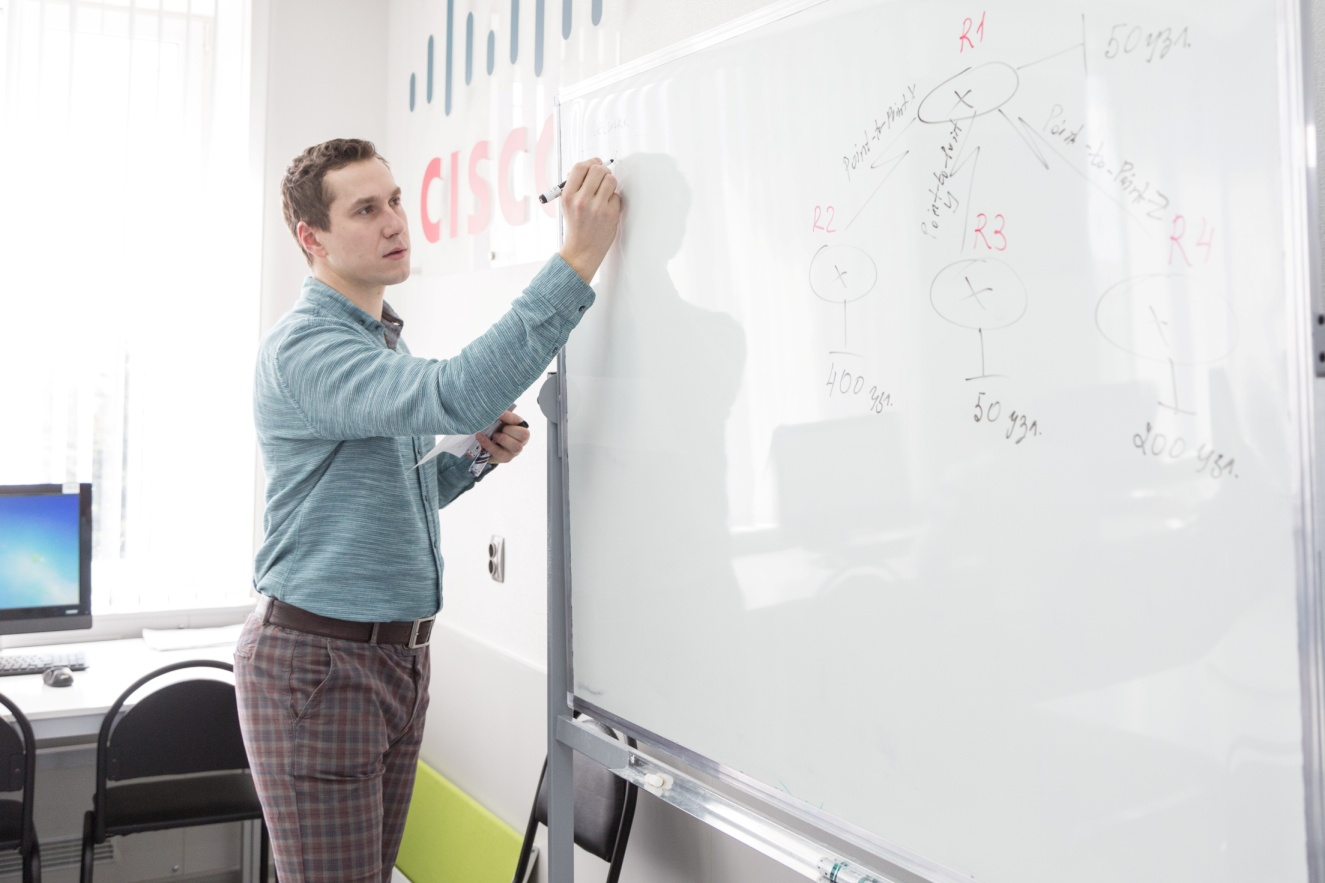 CISCO
R1
50 узл.
Point-to-Point X
Point-to-Point Y
Point-to-Point Z
R2
R3
R4
400 узл.
50 узл.
200 узл.